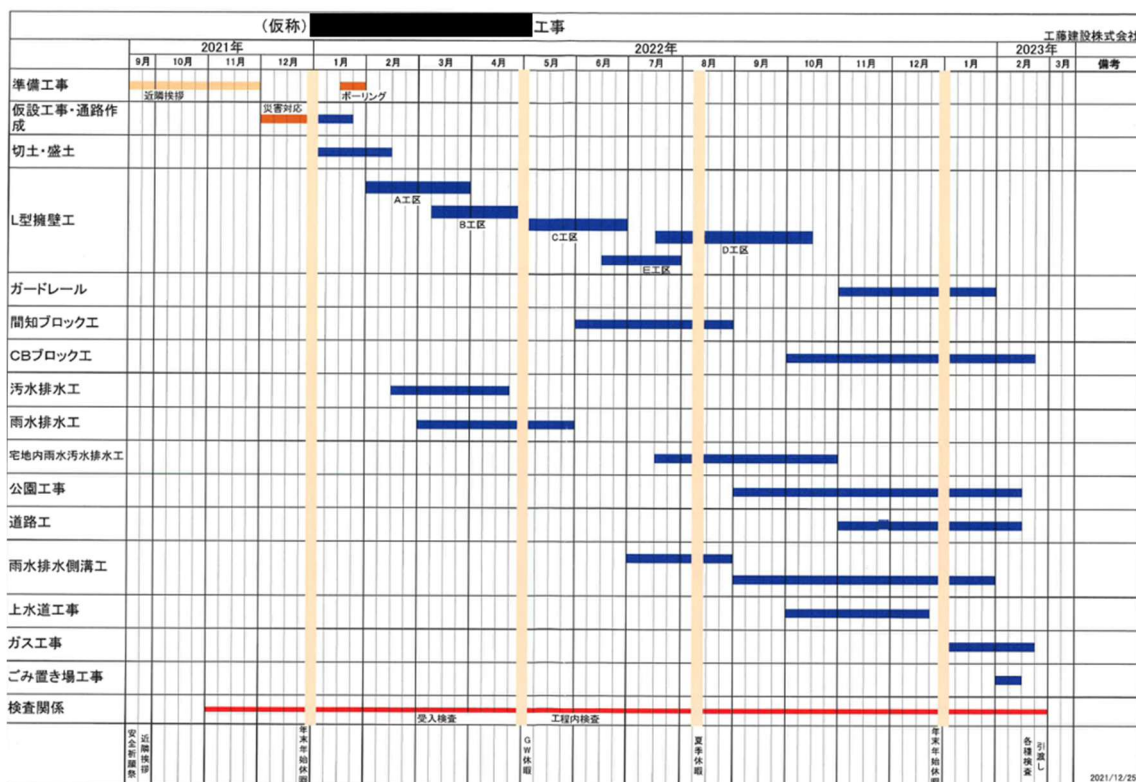 (仮称) 工事
工藤建設株式会社
2021年 2022年 2023年
9月 10月 11月 12月 1月 2月 3月 4月 5月 6月 7月 8月 9月 10月 11月 12月 1月 2月 3月 備考
準備工事
近隣挨拶
ボーリング
仮設工事・通路作成
災害対応
切土・盛土
L型擁壁工
A工区
B工区
C工区
D工区
E工区
ガードレール
間知ブロック工
CBブロック工
汚水排水工
雨水排水工
宅地内雨水汚水排水工
公園工事
道路工
雨水排水側溝工
上水道工事
ガス工事
ごみ置き場工事
検査関係
受入検査 工程内検査
安全祈願祭
近隣挨拶
年末年始休暇
GW休暇
夏季休暇
年末年始休暇
各種検査
引渡し
2021/12/25